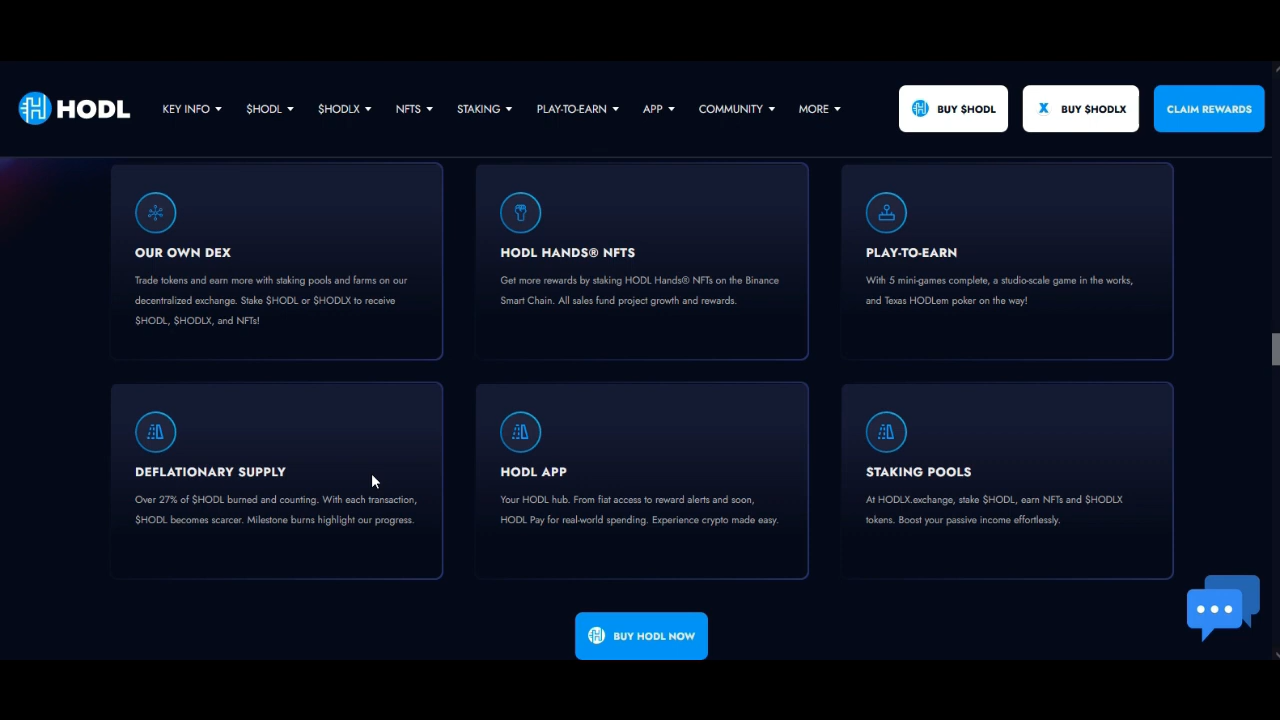 HODL
KEY INFO
$HODL
$HODLX
NFTS
STAKING
PLAY-TO-EARN
APP
COMMUNITY
MORE
BUY $HODL
X BUY $HODLX
CLAIM REWARDS
OUR OWN DEX
Trade tokens and earn more with staking pools and farms on our
decentralized exchange. Stake $HODL or $HODLX to receive
$HODL, $HODLX, and NFTs!
HODL HANDS® NFTS
Get more rewards by staking HODL Hands® NFTs on the Binance
Smart Chain. All sales fund project growth and rewards.
PLAY-TO-EARN
With 5 mini-games complete, a studio-scale game in the works,
and Texas HODLem poker on the way!
DEFLATIONARY SUPPLY
Over 27% of $HODL burned and counting. With each transaction,
$HODL becomes scarcer. Milestone burns highlight our progress.
HODL APP
Your HODL hub. From fiat access to reward alerts and soon,
HODL Pay for real-world spending. Experience crypto made easy.
STAKING POOLS
At HODLX.exchange, stake $HODL, earn NFTs and $HODLX
tokens. Boost your passive income effortlessly.
BUY HODL NOW